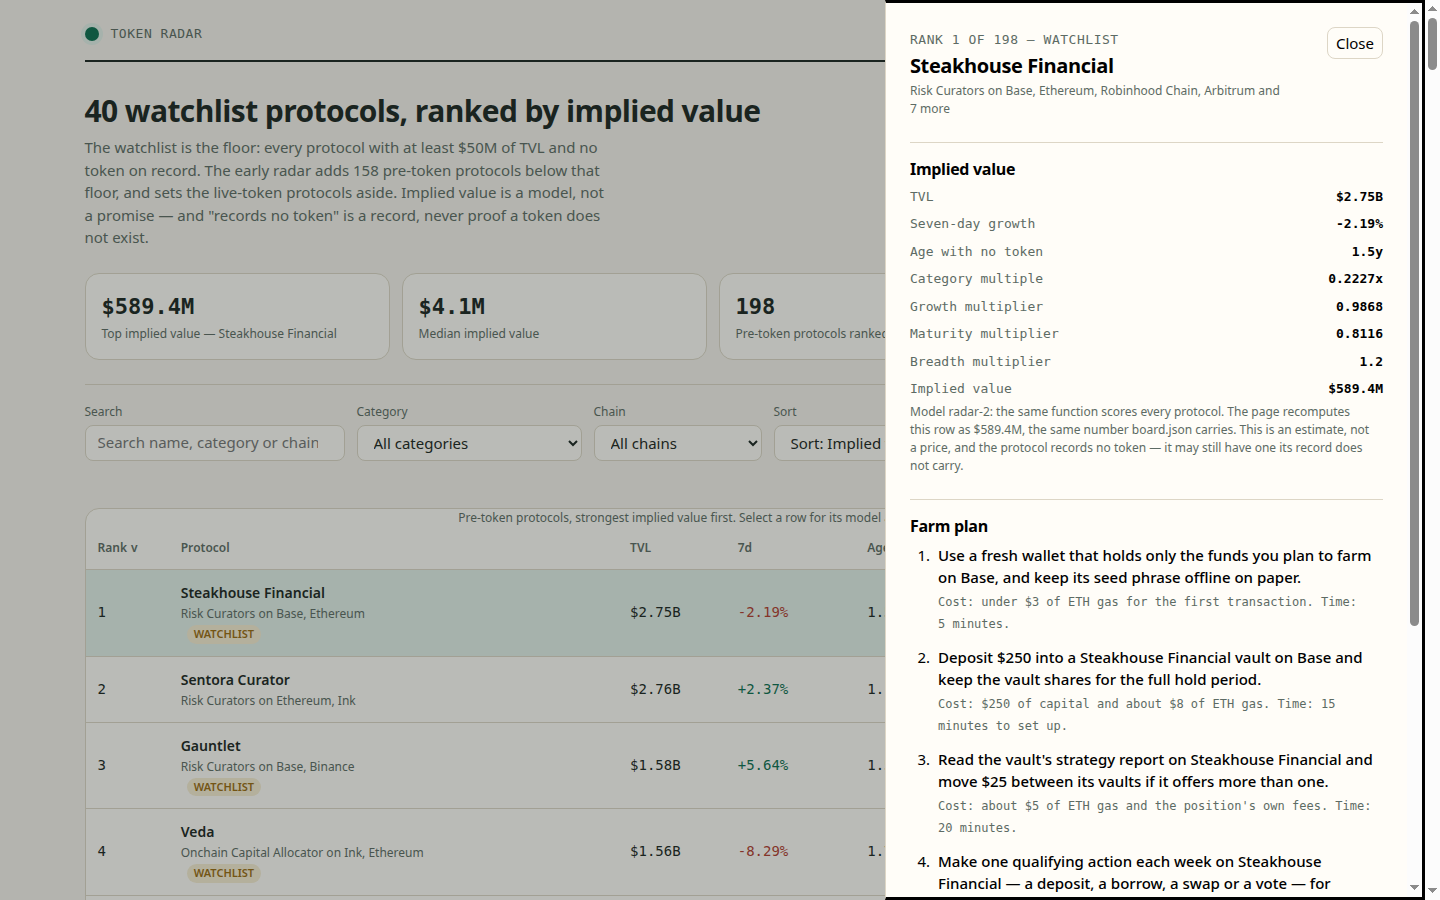 TOKEN RADAR
40 watchlist protocols, ranked by implied value
The watchlist is the floor: every protocol with at least $50M of TVL and no
token on record. The early radar adds 158 pre-token protocols below that
floor, and sets the live-token protocols aside. Implied value is a model, not
a promise — and "records no token" is a record, never proof a token does
not exist.
$589.4M
Top implied value — Steakhouse Financial
$4.1M
Median implied value
198
Pre-token protocols ranked
Search
Category
Chain
Sort
Search name, category or chain
All categories
All chains
Sort: Implied
Pre-token protocols, strongest implied value first. Select a row for its model
Rank v
Protocol
TVL
7d
1
Steakhouse Financial
Risk Curators on Base, Ethereum
WATCHLIST
$2.75B
-2.19%
1.
2
Sentora Curator
Risk Curators on Ethereum, Ink
$2.76B
+2.37%
1.
3
Gauntlet
Risk Curators on Base, Binance
WATCHLIST
$1.58B
+5.64%
1.
4
Veda
Onchain Capital Allocator on Ink, Ethereum
WATCHLIST
$1.56B
-8.29%
1.
RANK 1 OF 198 — WATCHLIST
Close
Steakhouse Financial
Risk Curators on Base, Ethereum, Robinhood Chain, Arbitrum and
7 more
Implied value
TVL $2.75B
Seven-day growth -2.19%
Age with no token 1.5y
Category multiple 0.2227x
Growth multiplier 0.9868
Maturity multiplier 0.8116
Breadth multiplier 1.2
Implied value $589.4M
Model radar-2: the same function scores every protocol. The page recomputes
this row as $589.4M, the same number board.json carries. This is an estimate, not
a price, and the protocol records no token — it may still have one its record does
not carry.
Farm plan
1. Use a fresh wallet that holds only the funds you plan to farm
on Base, and keep its seed phrase offline on paper.
Cost: under $3 of ETH gas for the first transaction. Time:
5 minutes.
2. Deposit $250 into a Steakhouse Financial vault on Base and
keep the vault shares for the full hold period.
Cost: $250 of capital and about $8 of ETH gas. Time: 15
minutes to set up.
3. Read the vault's strategy report on Steakhouse Financial and
move $25 between its vaults if it offers more than one.
Cost: about $5 of ETH gas and the position's own fees. Time:
20 minutes.
4. Make one qualifying action each week on Steakhouse
Financial — a deposit, a borrow, a swap or a vote — for